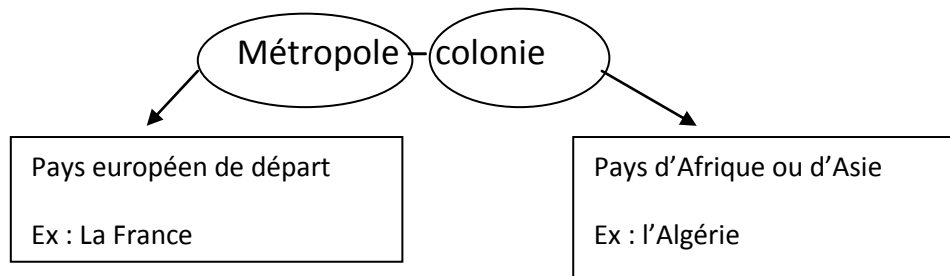 Métropole – colonie
Pays européen de départ
Ex : La France
Pays d’Afrique ou d’Asie
Ex : l’Algérie